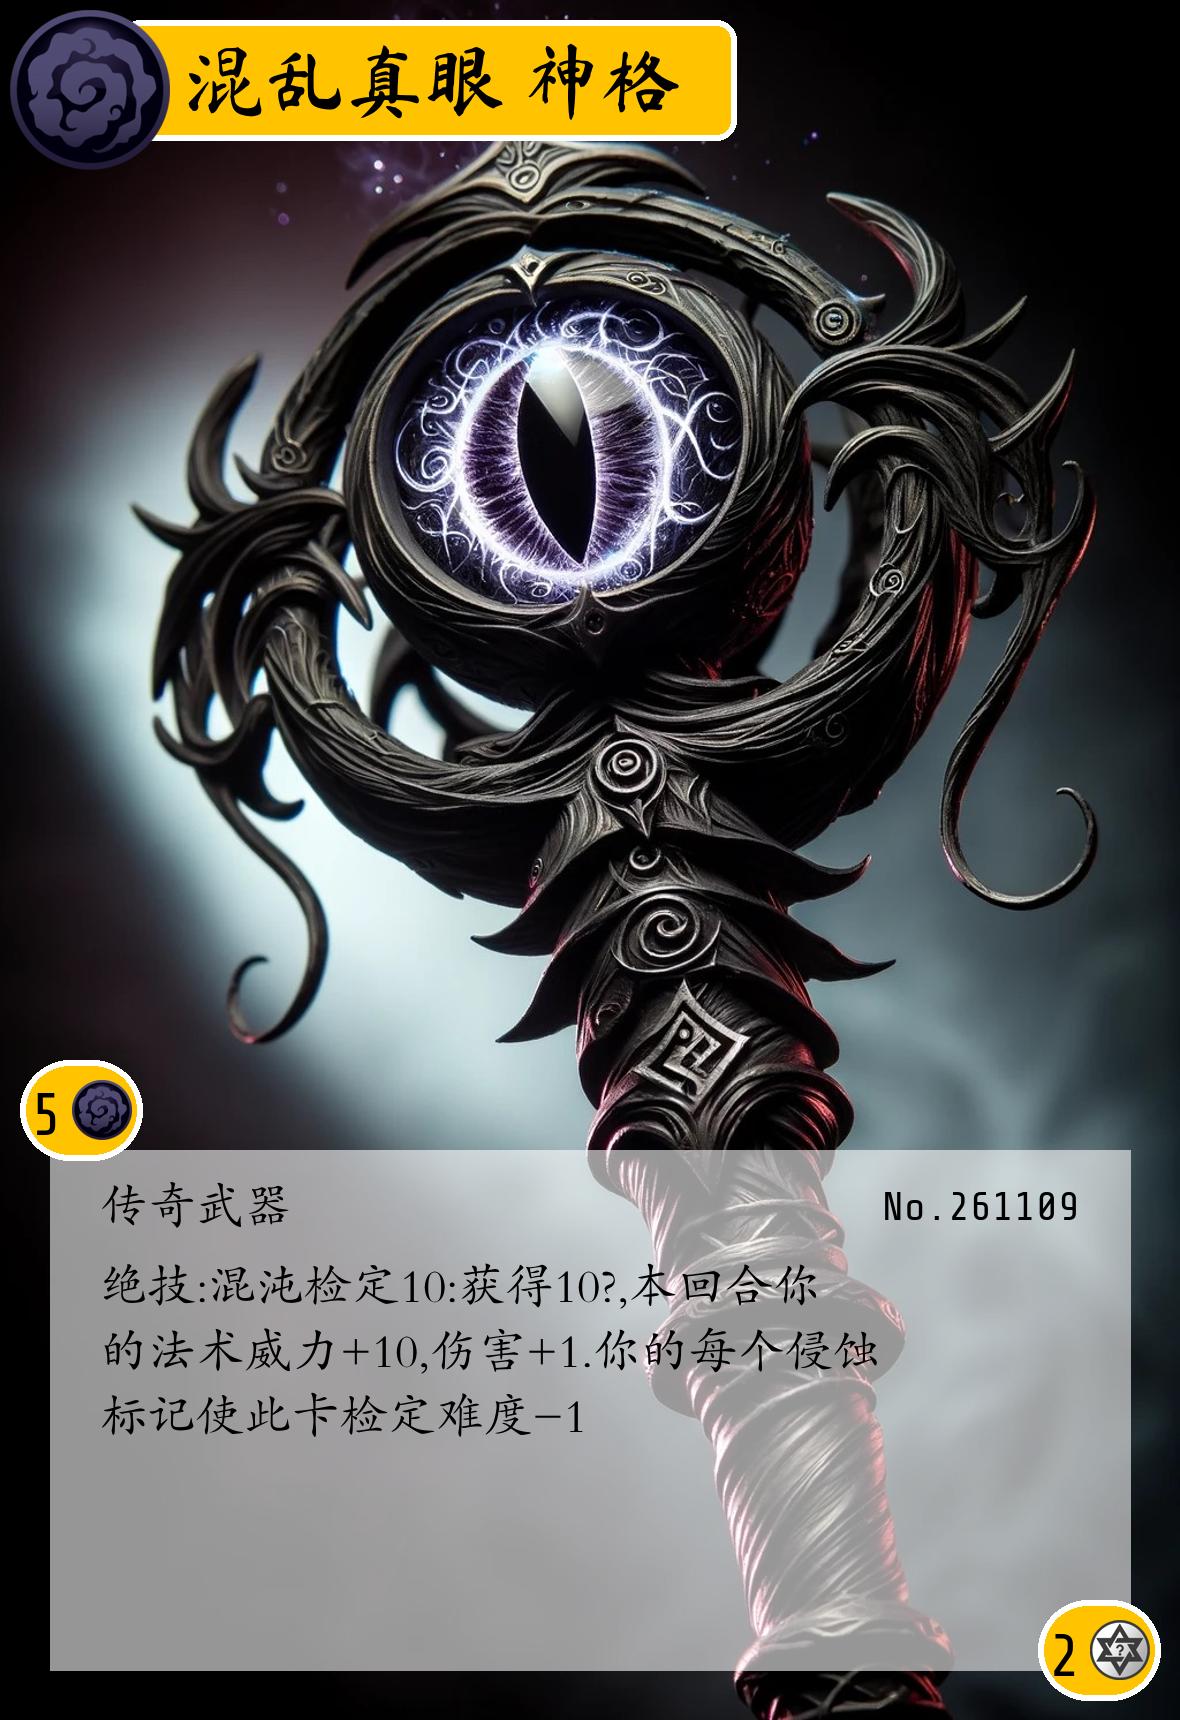 混乱真眼 神格
5
传奇武器
No.261109
绝技:混沌检定10:获得10?,本回合你
的法术威力+10,伤害+1.你的每个侵蚀
标记使此卡检定难度-1
2 ?